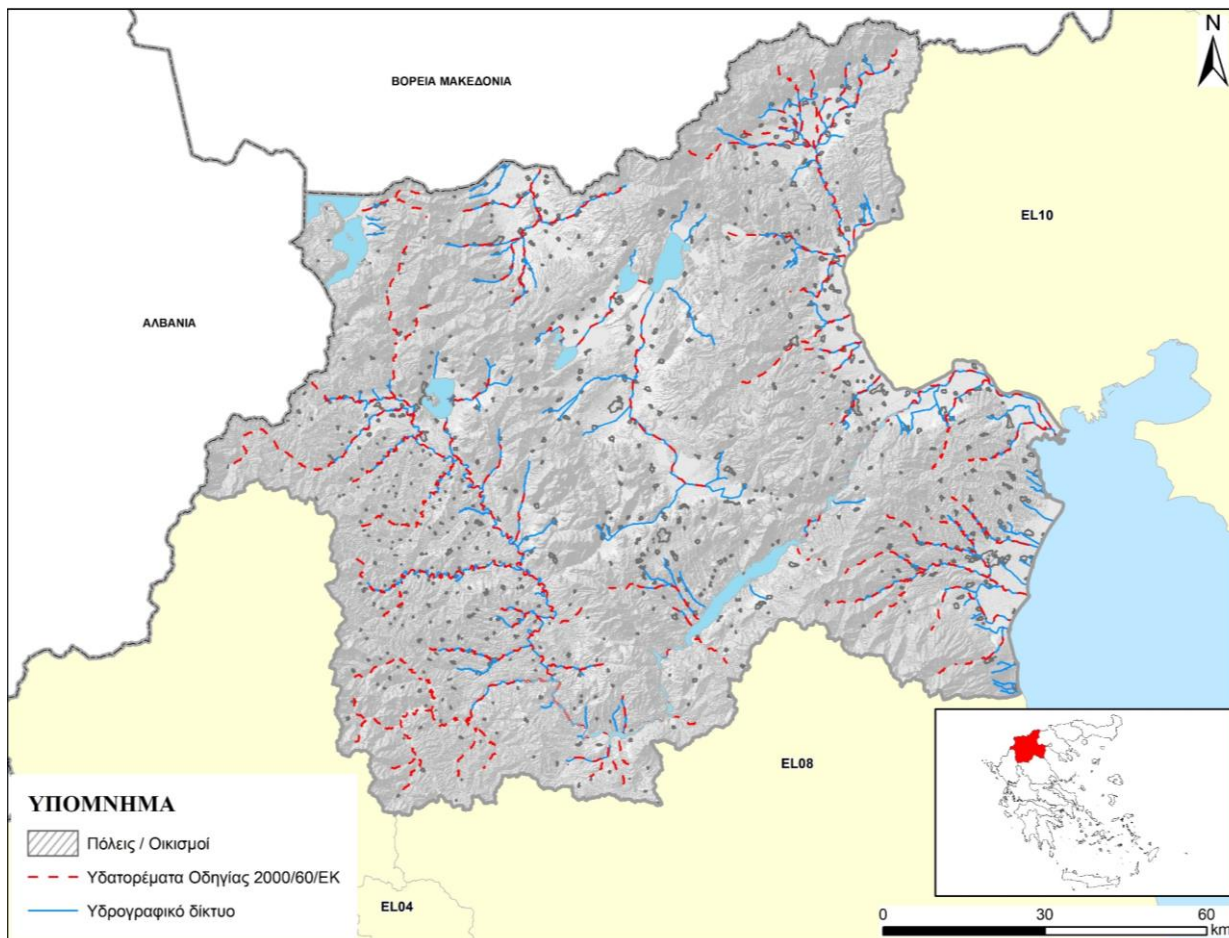 N
ΒΟΡΕΙΑ ΜΑΚΕΔΟΝΙΑ
EL10
ΑΛΒΑΝΙΑ
EL08
ΥΠΟΜΝΗΜΑ
Πόλεις / Οικισμοί
Υδατορέματα Οδηγίας 2000/60/ΕΚ
Υδρογραφικό δίκτυο
EL04
0 30 60
km